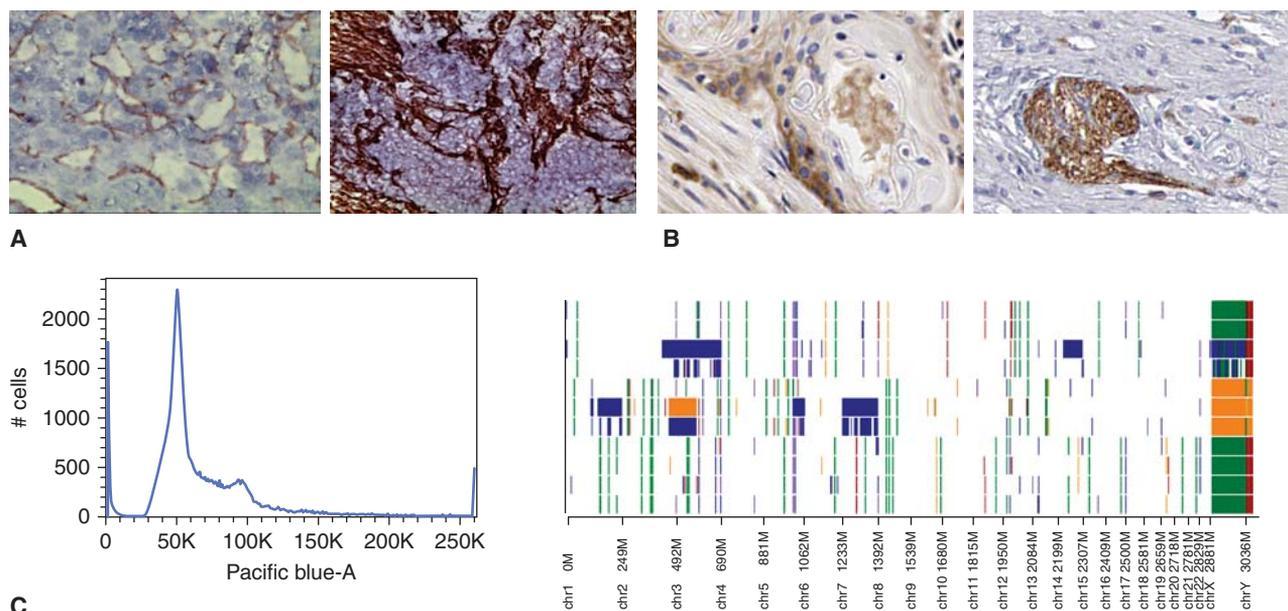 A
B
2000
1500
1000
500
0
# cells
0
50K
100K
150K
200K
250K
Pacific blue-A
C
chr1 0M
chr2 249M
chr3 492M
chr4 690M
chr5 881M
chr6 1062M
chr7 1233M
chr8 1392M
chr9 1539M
chr10 1680M
chr11 1815M
chr12 1950M
chr13 2084M
chr14 2199M
chr15 2307M
chr16 2409M
chr17 2500M
chr18 2581M
chr19 2659M
chr20 2718M
chr21 2781M
chr22 2829M
chrX 2881M
chrY 3036M